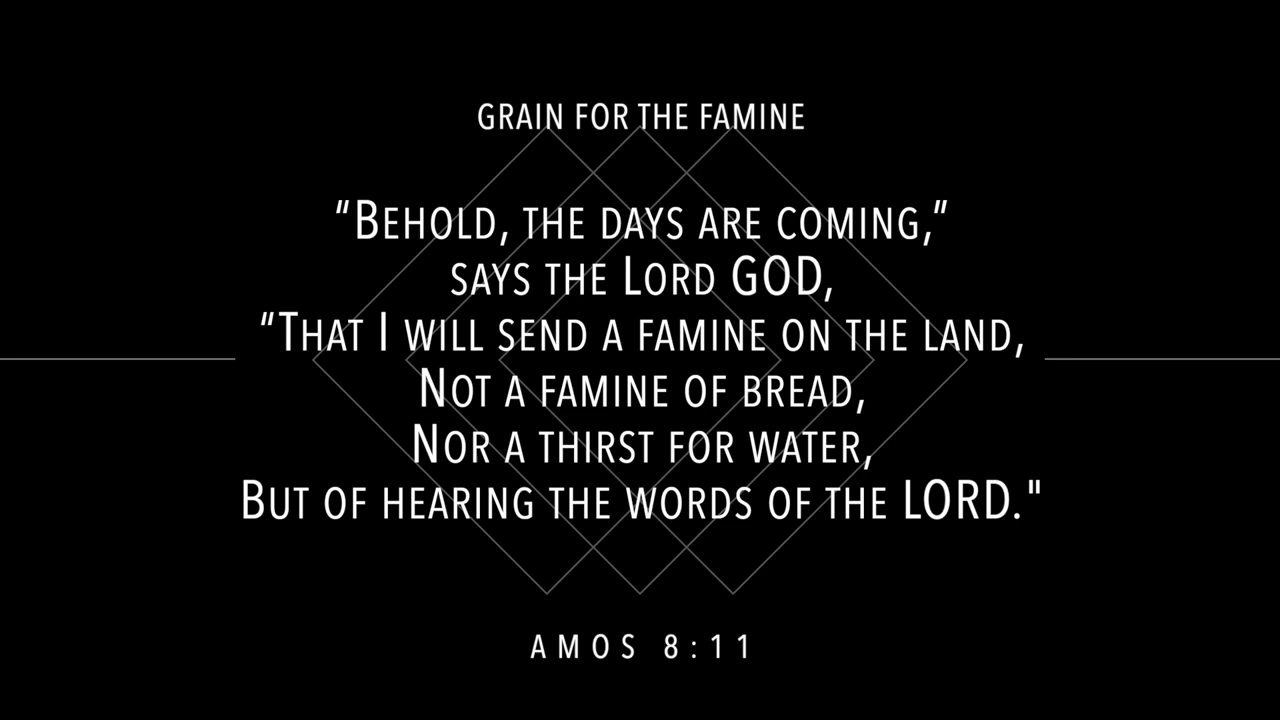 GRAIN FOR THE FAMINE
“BEHOLD, THE DAYS ARE COMING,“
SAYS THE LORD GOD,
“THAT I WILL SEND A FAMINE ON THE LAND,
NOT A FAMINE OF BREAD,
NOR A THIRST FOR WATER,
BUT OF HEARING THE WORDS OF THE LORD."
AMOS 8:11